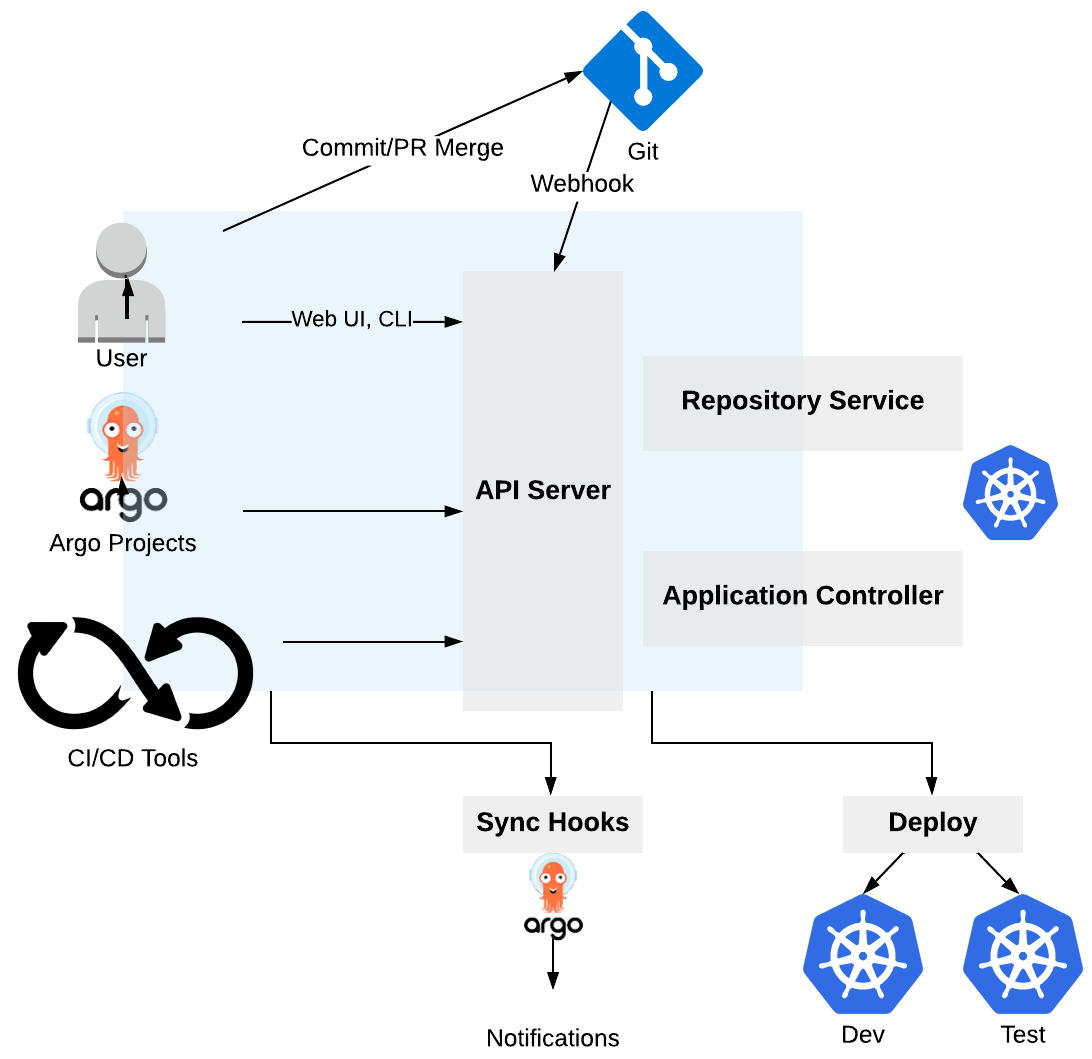 Commit/PR Merge
Git
Webhook
User
Web UI, CLI
Repository Service
argo
Argo Projects
API Server
Application Controller
CI/CD Tools
Sync Hooks
Deploy
argo
Notifications
Dev
Test